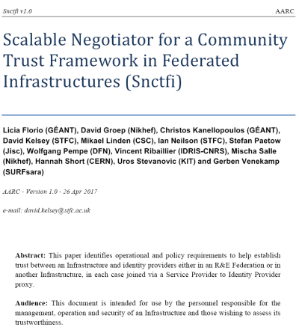 Snctfi v1.0 AARC
Scalable Negotiator for a Community
Trust Framework in Federated
Infrastructures (Snctfi)
Licia Florio (GÉANT), David Groep (Nikhef), Christos Kanellopoulos (GÉANT),
David Kelsey (STFC), Mikael Linden (CSC), Ian Neilson (STFC), Stefan Paetow
(Jisc), Wolfgang Pempe (DFN), Vincent Ribaillier (IDRIS-CNRS), Mischa Salle
(Nikhef), Hannah Short (CERN), Uros Stevanovic (KIT) and Gerben Venekamp
(SURFsara)
AARC - Version 1.0 - 26 Apr 2017
e-mail: david.kelsey@stfc.ac.uk
Abstract: This paper identifies operational and policy requirements to help establish
trust between an Infrastructure and identity providers either in an R&E Federation or in
another Infrastructure, in each case joined via a Service Provider to Identity Provider
proxy.
Audience: This document is intended for use by the personnel responsible for the
management, operation and security of an Infrastructure and those wishing to assess its
trustworthiness.